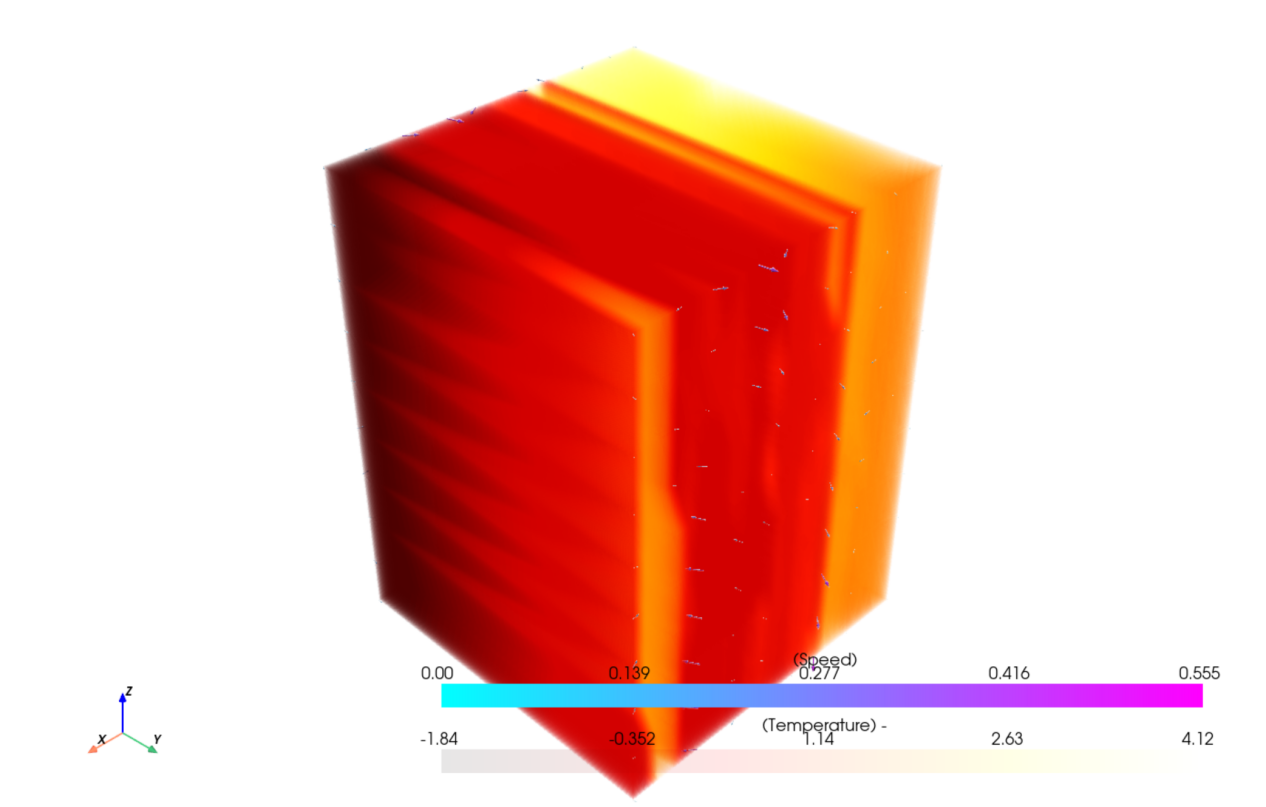 (Speed)
0.00 0.139 0.277 0.416 0.555
(Temperature) -
-1.84 -0.352 1.14 2.63 4.12
Z
X Y